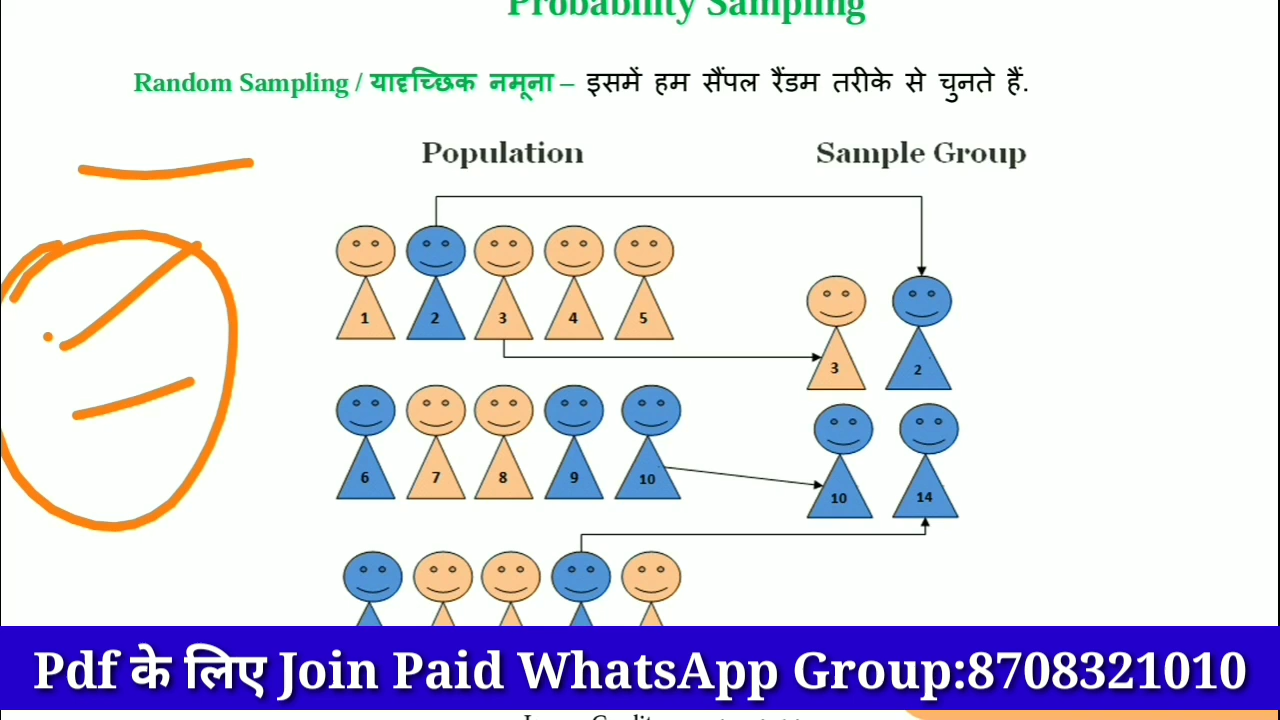 Probability Sampling
Random Sampling / यादृच्छिक नमूना – इसमें हम सैंपल रैंडम तरीके से चुनते हैं.
Population Sample Group
1 2 3 4 5
3 2
6 7 8 9 10
10 14
Pdf के लिए Join Paid WhatsApp Group:8708321010